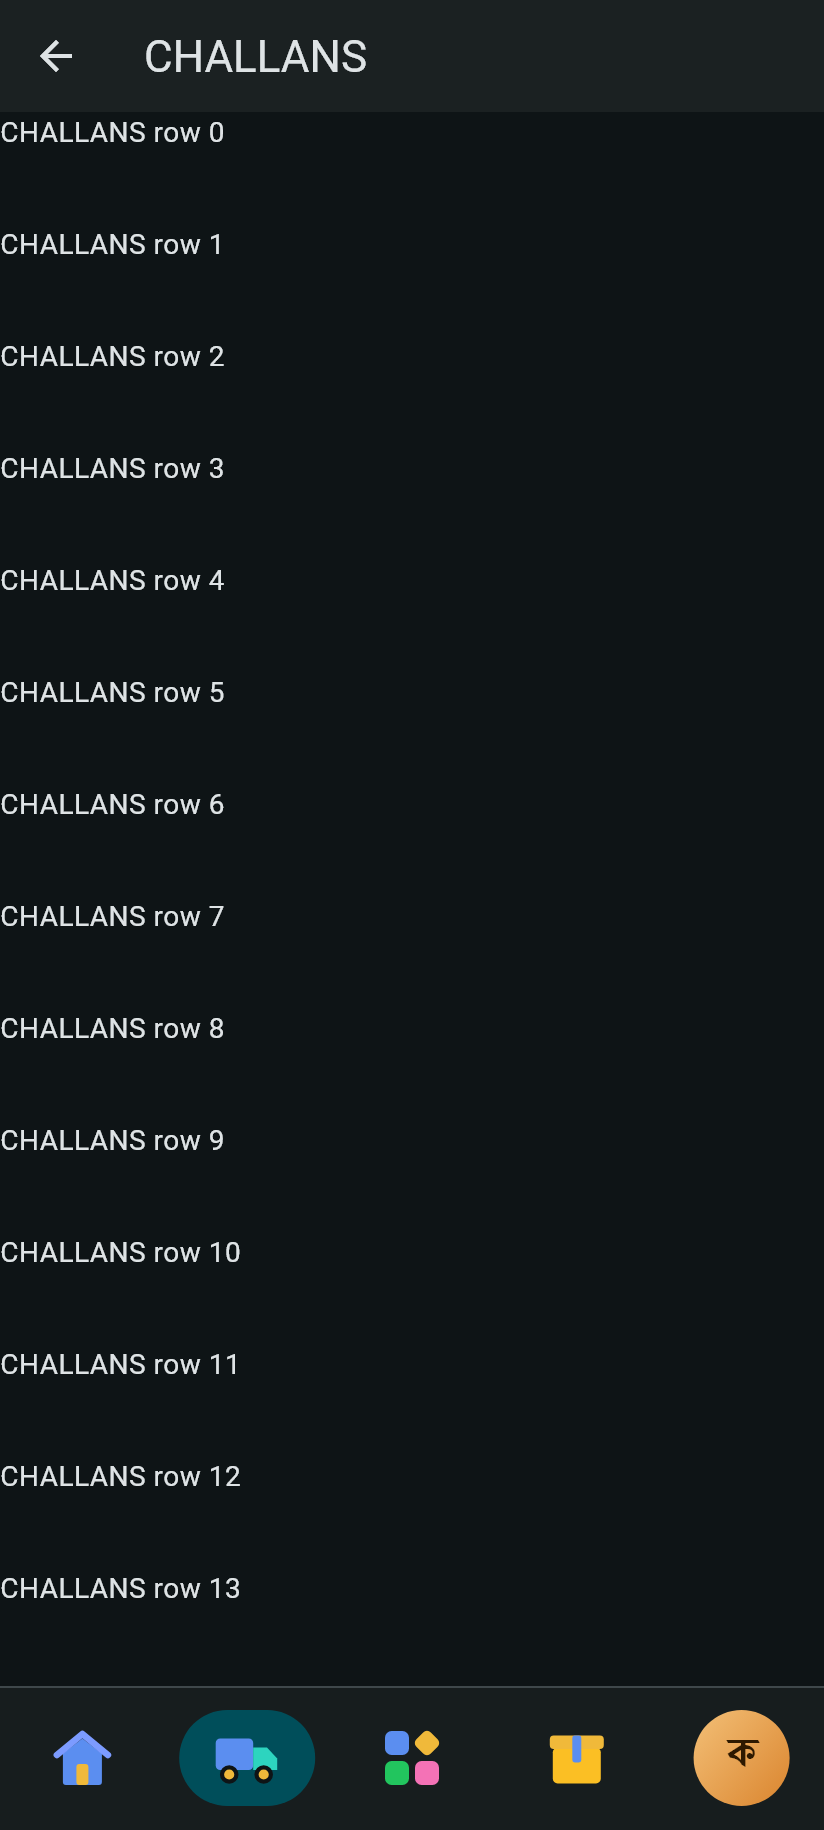 CHALLANS
CHALLANS row 0
CHALLANS row 1
CHALLANS row 2
CHALLANS row 3
CHALLANS row 4
CHALLANS row 5
CHALLANS row 6
CHALLANS row 7
CHALLANS row 8
CHALLANS row 9
CHALLANS row 10
CHALLANS row 11
CHALLANS row 12
CHALLANS row 13
ক